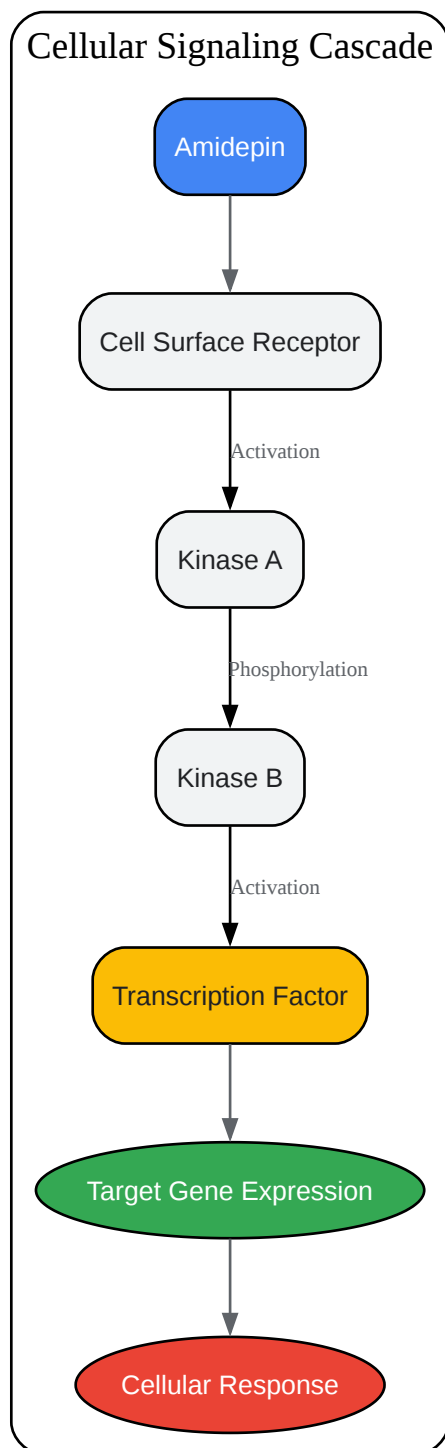 Cellular Signaling Cascade
Amidepin
Cell Surface Receptor
Activation
Kinase A
Phosphorylation
Kinase B
Activation
Transcription Factor
Target Gene Expression
Cellular Response